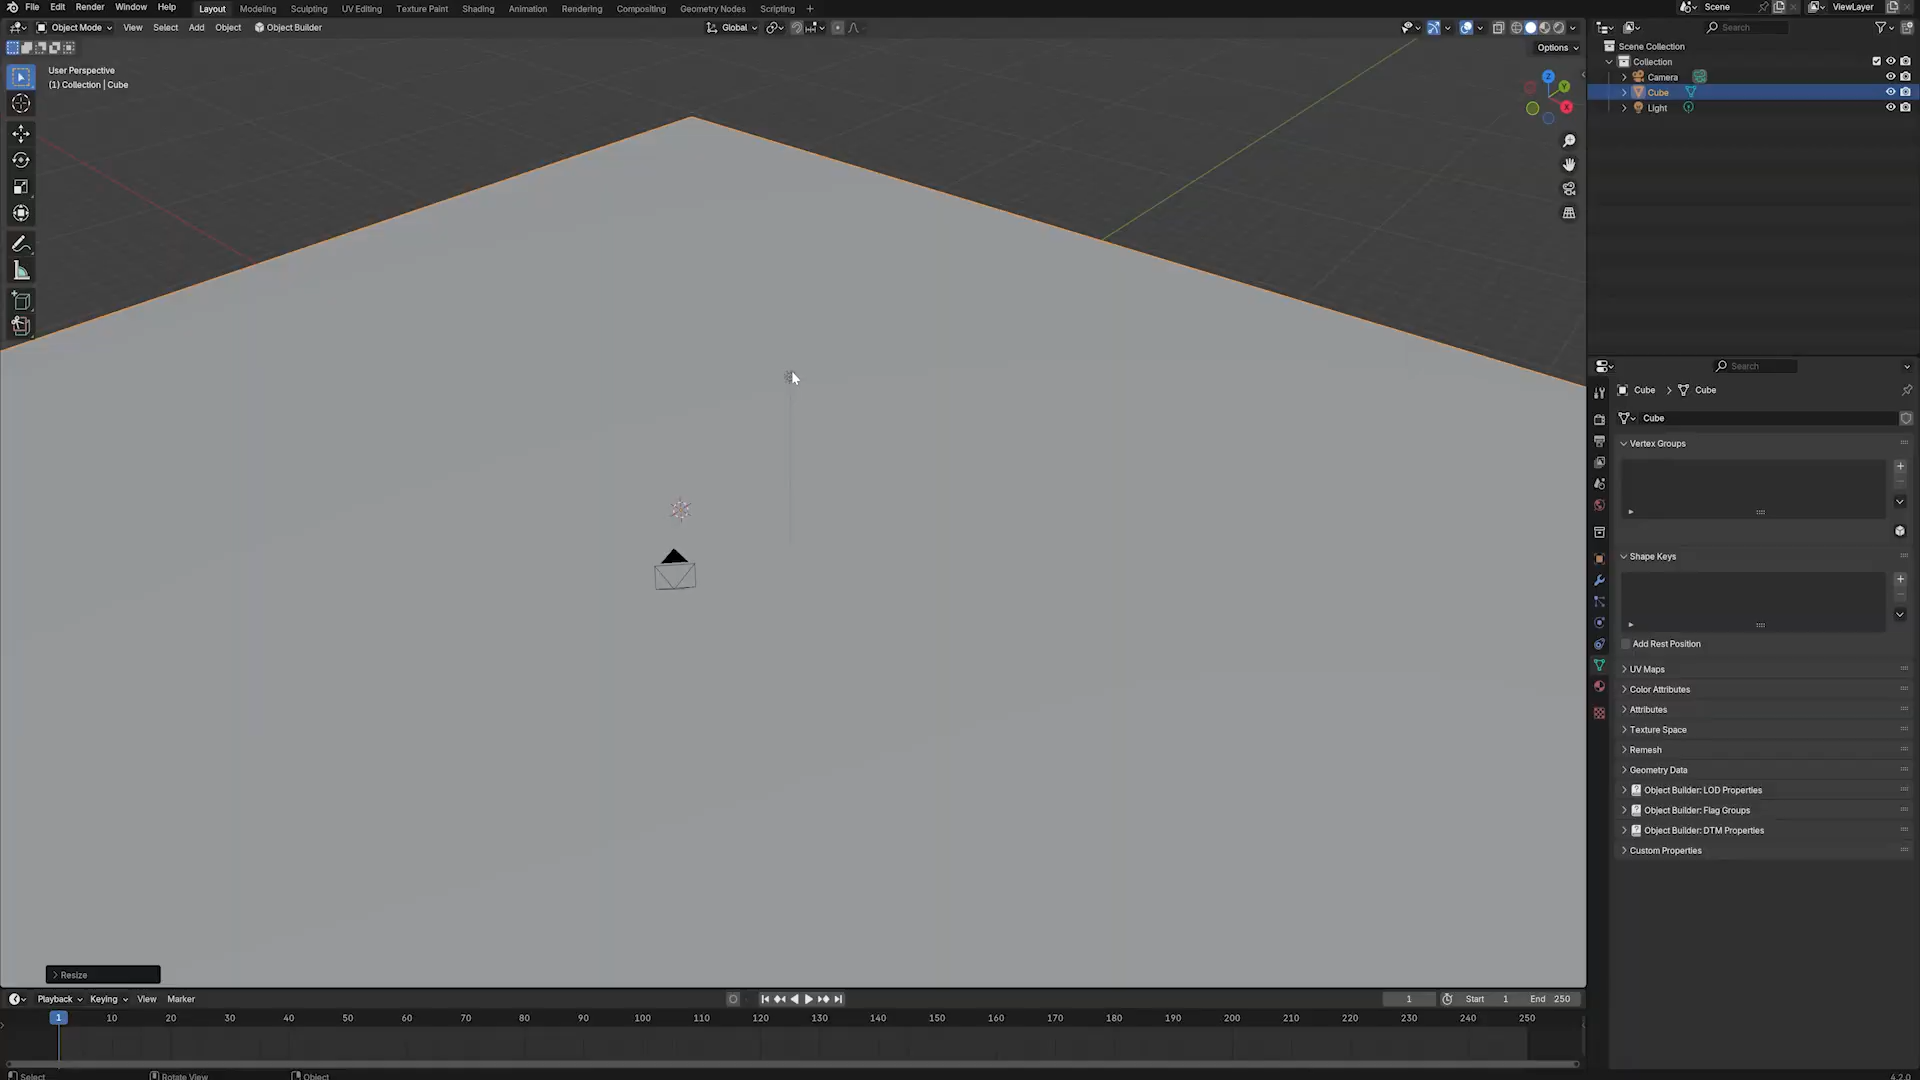 File Edit Render Window Help Layout Modeling Sculpting UV Editing Texture Paint Shading Animation Rendering Compositing Geometry Nodes Scripting + Scene ViewLayer
Object Mode View Select Add Object Object Builder Global Search
Options
User Perspective
(1) Collection | Cube
Z
Y
X
Scene Collection
Collection
Camera
Cube
Light
Search
Cube > Cube
Cube
Vertex Groups
Shape Keys
Add Rest Position
UV Maps
Color Attributes
Attributes
Texture Space
Remesh
Geometry Data
Object Builder: LOD Properties
Object Builder: Flag Groups
Object Builder: DTM Properties
Custom Properties
Resize
Playback Keying View Marker 1 Start 1 End 250
1 10 20 30 40 50 60 70 80 90 100 110 120 130 140 150 160 170 180 190 200 210 220 230 240 250
Select Rotate View Object 4.2.0